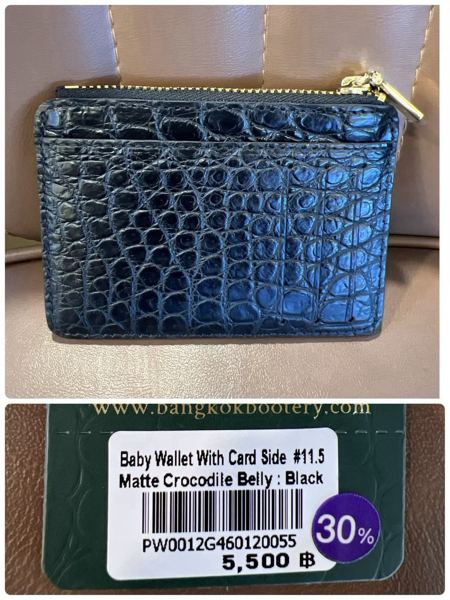 www.bangkokbootery.com
Baby Wallet With Card Side #11.5
Matte Crocodile Belly : Black
PW0012G460120055
5,500 ฿
30%